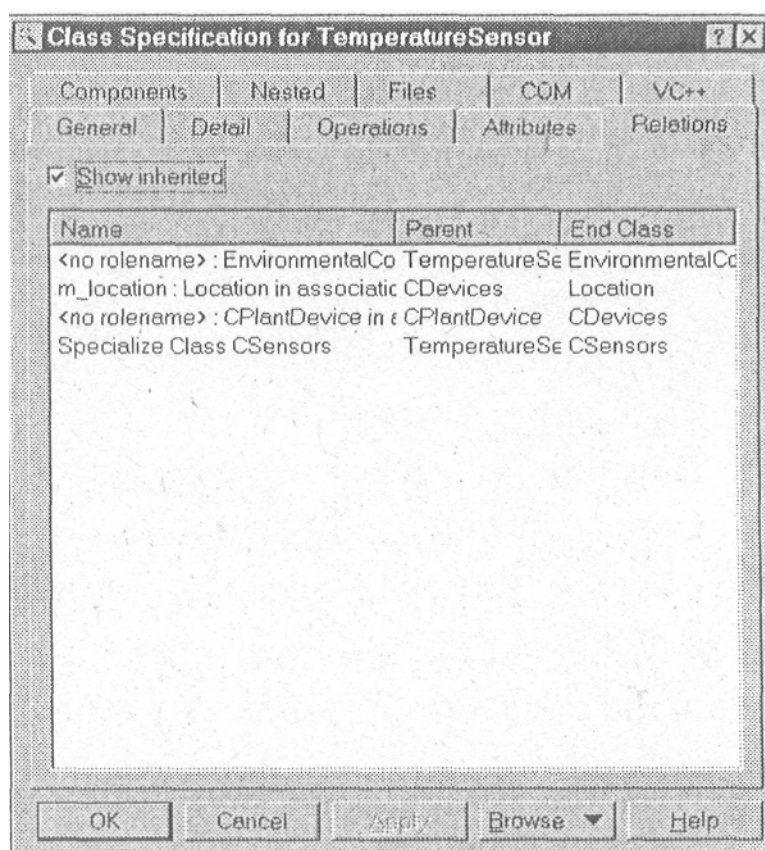 Class Specification for TemperatureSensor
Components Nested Files COM VC++
General Detail Operations Attributes Relations
Show inherited
Name Parent End Class
<no rolename> : EnvironmentalCo TemperatureSe EnvironmentalCo
m_location : Location in associatic CDevices Location
<no rolename> : CPlantDevice in a CPlantDevice CDevices
Specialize Class CSensors TemperatureSe CSensors
OK Cancel Apply Browse Help